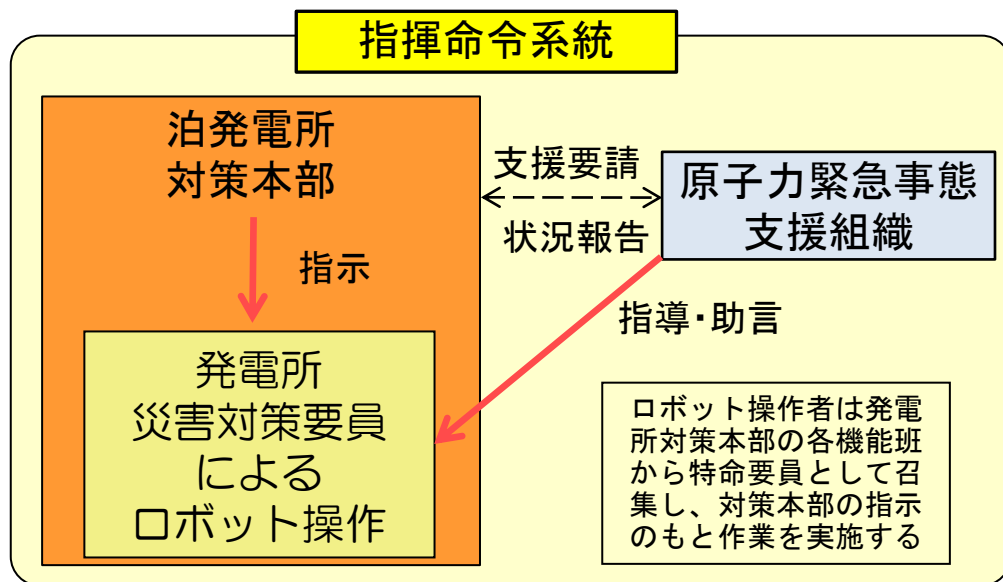 指揮命令系統
泊発電所
対策本部
指示
発電所
災害対策要員
による
ロボット操作
支援要請
状況報告
原子力緊急事態
支援組織
指導・助言
ロボット操作者は発電
所対策本部の各機能班
から特命要員として召
集し、対策本部の指示
のもと作業を実施する